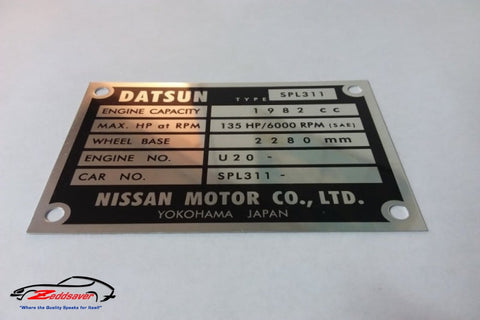 DATSUN TYPE SPL311
ENGINE CAPACITY 1982 cc
MAX. HP at RPM 135 HP/6000 RPM (SAE)
WHEEL BASE 2280 mm
ENGINE NO. U20 -
CAR NO. SPL311 -
NISSAN MOTOR CO., LTD.
YOKOHAMA JAPAN
Zeddsaver
"Where the Quality Speaks for Itself"